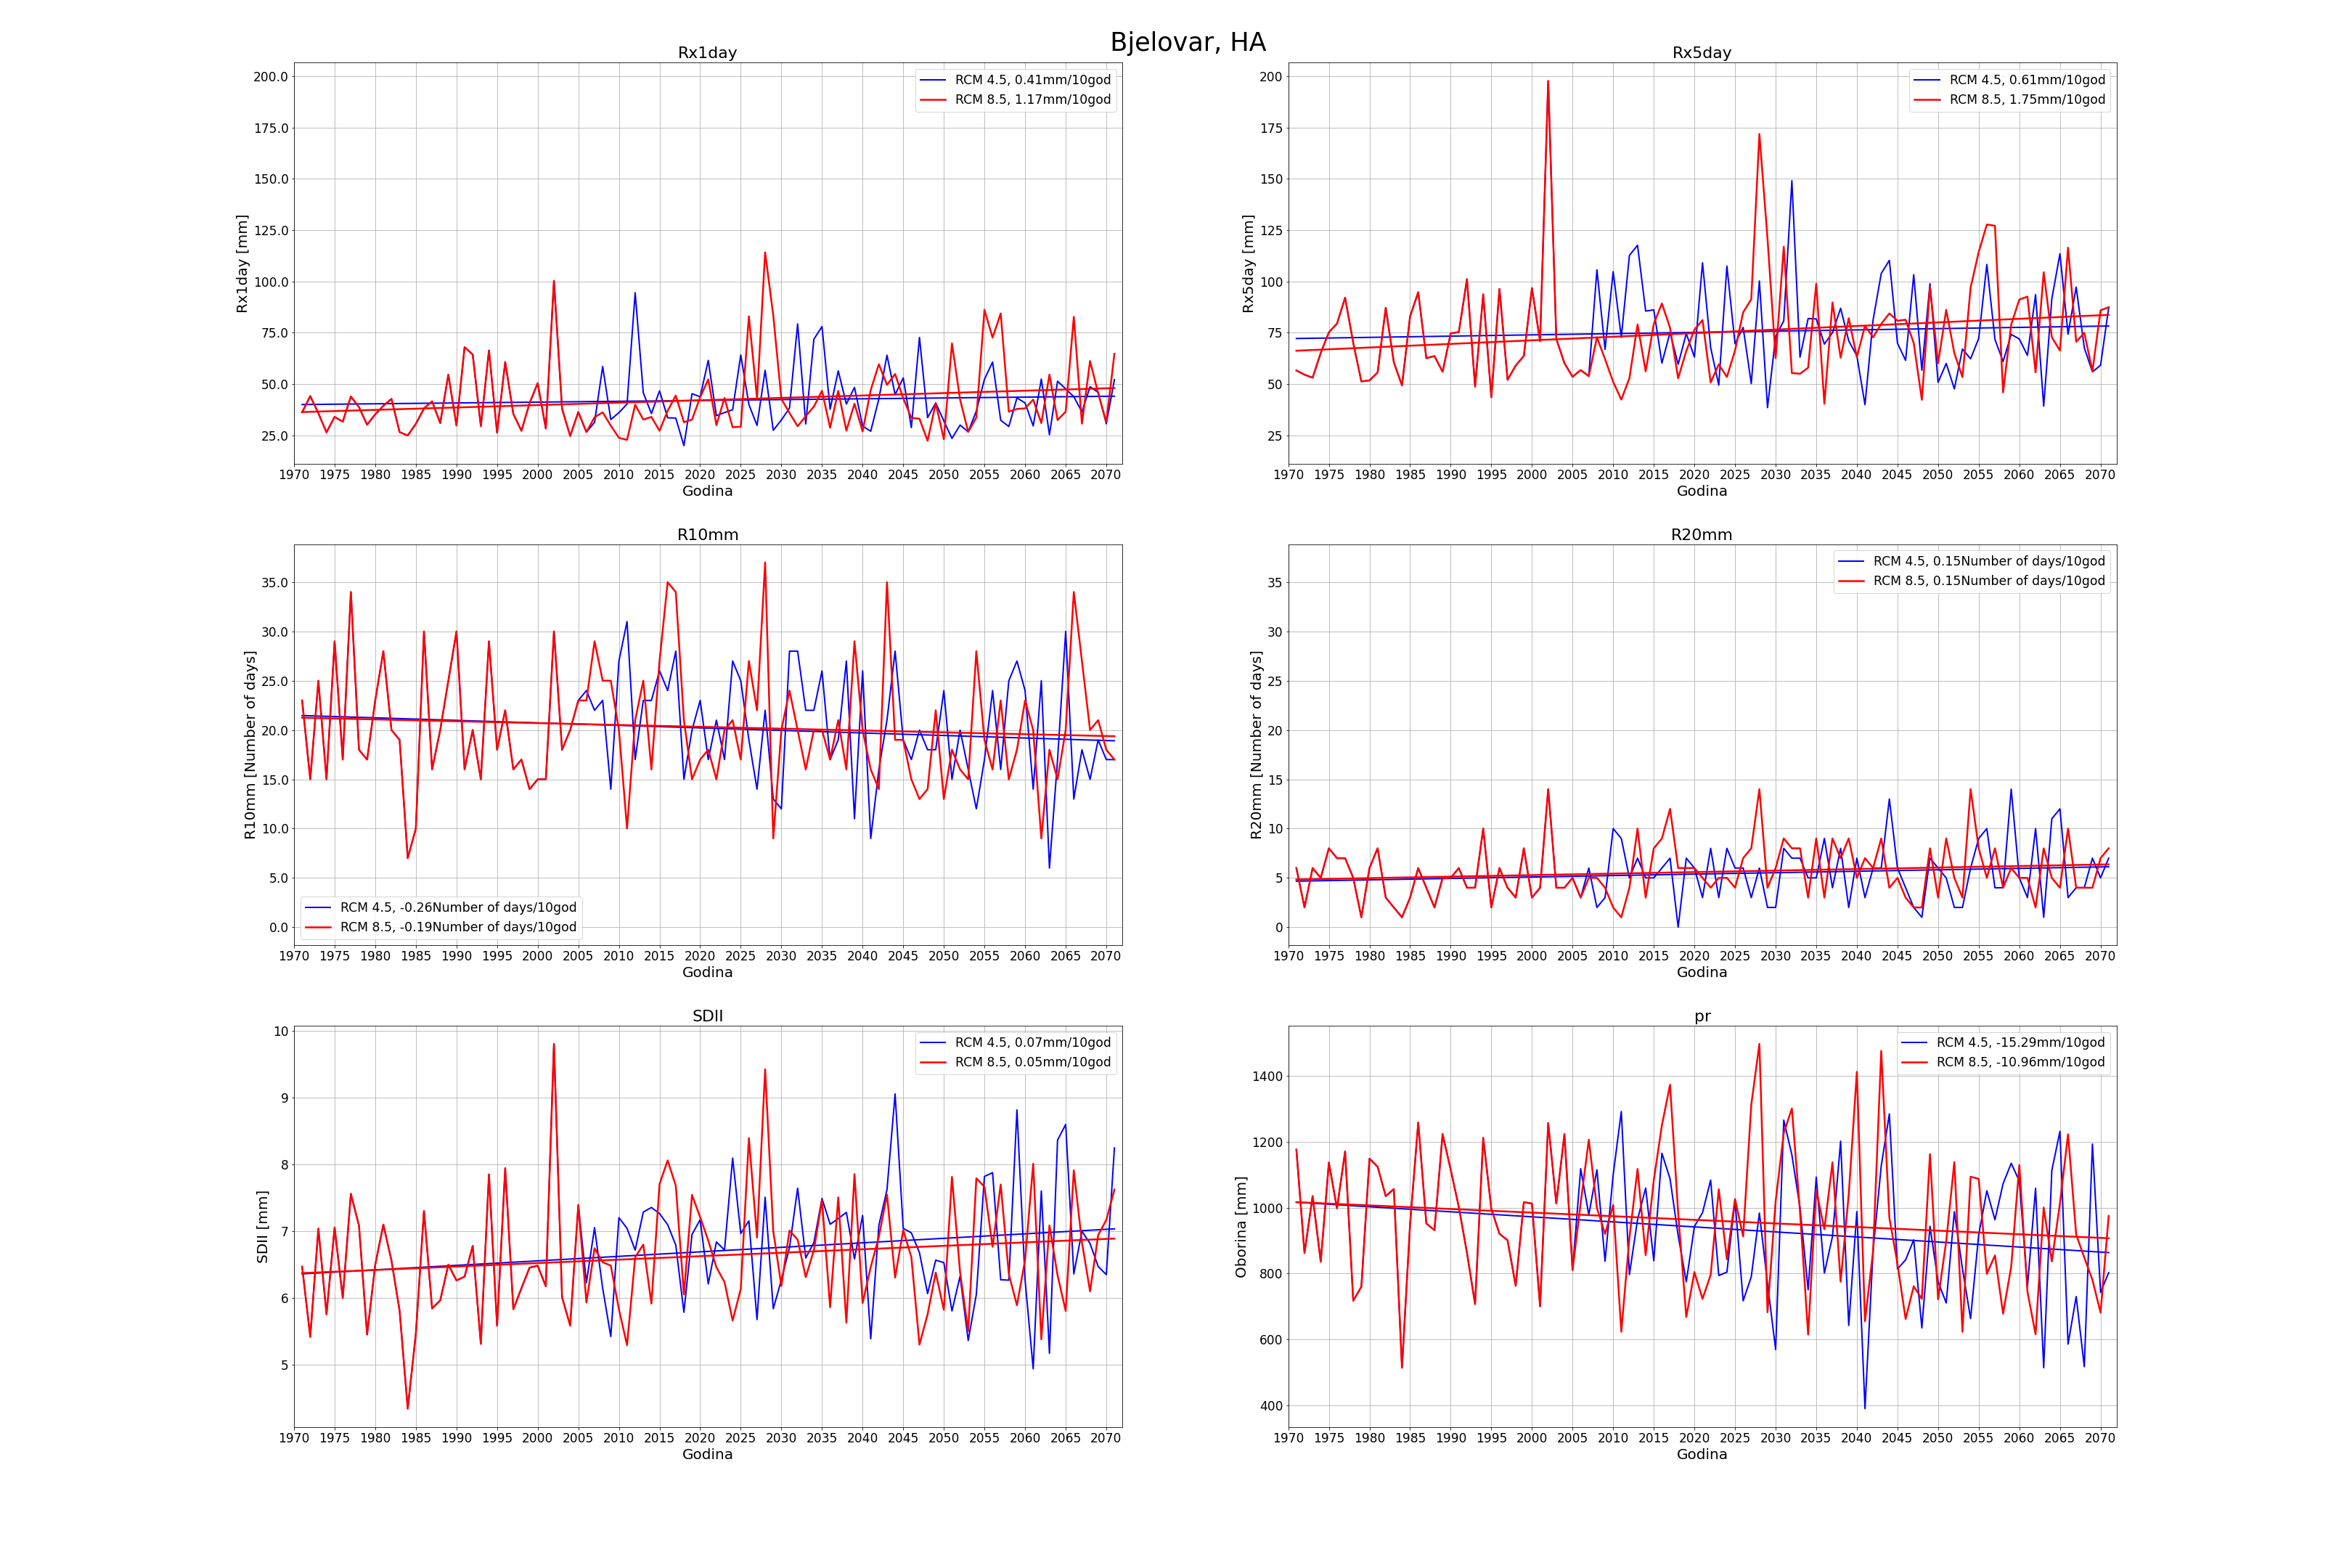 Bjelovar, HA
Rx1day
200.0
175.0
150.0
125.0
100.0
75.0
50.0
25.0
Rx1day [mm]
RCM 4.5, 0.41mm/10god
RCM 8.5, 1.17mm/10god
1970 1975 1980 1985 1990 1995 2000 2005 2010 2015 2020 2025 2030 2035 2040 2045 2050 2055 2060 2065 2070
Godina
Rx5day
200
175
150
125
100
75
50
25
Rx5day [mm]
RCM 4.5, 0.61mm/10god
RCM 8.5, 1.75mm/10god
1970 1975 1980 1985 1990 1995 2000 2005 2010 2015 2020 2025 2030 2035 2040 2045 2050 2055 2060 2065 2070
Godina
R10mm
35.0
30.0
25.0
20.0
15.0
10.0
5.0
0.0
R10mm [Number of days]
RCM 4.5, -0.26Number of days/10god
RCM 8.5, -0.19Number of days/10god
1970 1975 1980 1985 1990 1995 2000 2005 2010 2015 2020 2025 2030 2035 2040 2045 2050 2055 2060 2065 2070
Godina
R20mm
35
30
25
20
15
10
5
0
R20mm [Number of days]
RCM 4.5, 0.15Number of days/10god
RCM 8.5, 0.15Number of days/10god
1970 1975 1980 1985 1990 1995 2000 2005 2010 2015 2020 2025 2030 2035 2040 2045 2050 2055 2060 2065 2070
Godina
SDII
10
9
8
7
6
5
SDII [mm]
RCM 4.5, 0.07mm/10god
RCM 8.5, 0.05mm/10god
1970 1975 1980 1985 1990 1995 2000 2005 2010 2015 2020 2025 2030 2035 2040 2045 2050 2055 2060 2065 2070
Godina
pr
1400
1200
1000
800
600
400
Oborina [mm]
RCM 4.5, -15.29mm/10god
RCM 8.5, -10.96mm/10god
1970 1975 1980 1985 1990 1995 2000 2005 2010 2015 2020 2025 2030 2035 2040 2045 2050 2055 2060 2065 2070
Godina